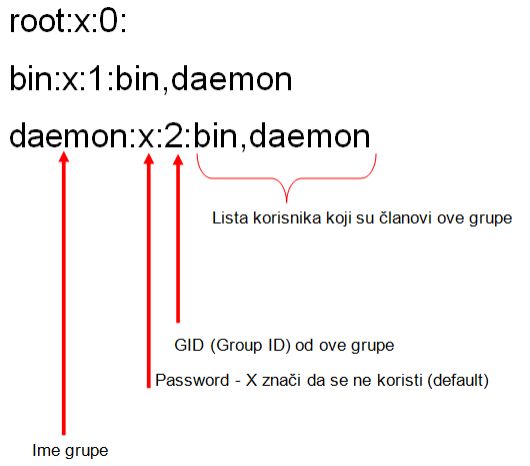 root:x:0:
bin:x:1:bin,daemon
daemon:x:2:bin,daemon
Lista korisnika koji su članovi ove grupe
GID (Group ID) od ove grupe
Password - X znači da se ne koristi (default)
Ime grupe